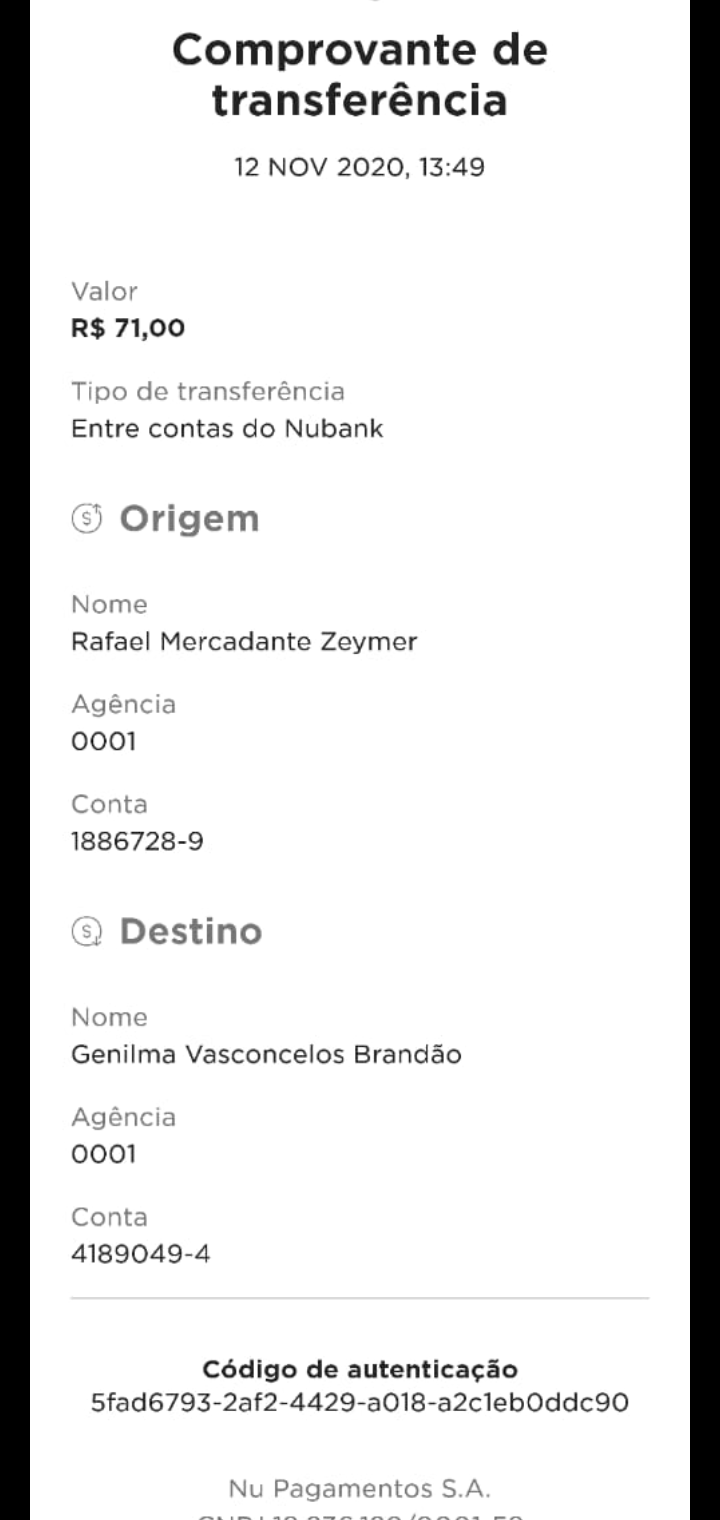 Comprovante de
transferência
12 NOV 2020, 13:49
Valor
R$ 71,00
Tipo de transferência
Entre contas do Nubank
Origem
Nome
Rafael Mercadante Zeymer
Agência
0001
Conta
1886728-9
Destino
Nome
Genilma Vasconcelos Brandão
Agência
0001
Conta
4189049-4
Código de autenticação
5fad6793-2af2-4429-a018-a2c1eb0ddc90
Nu Pagamentos S.A.